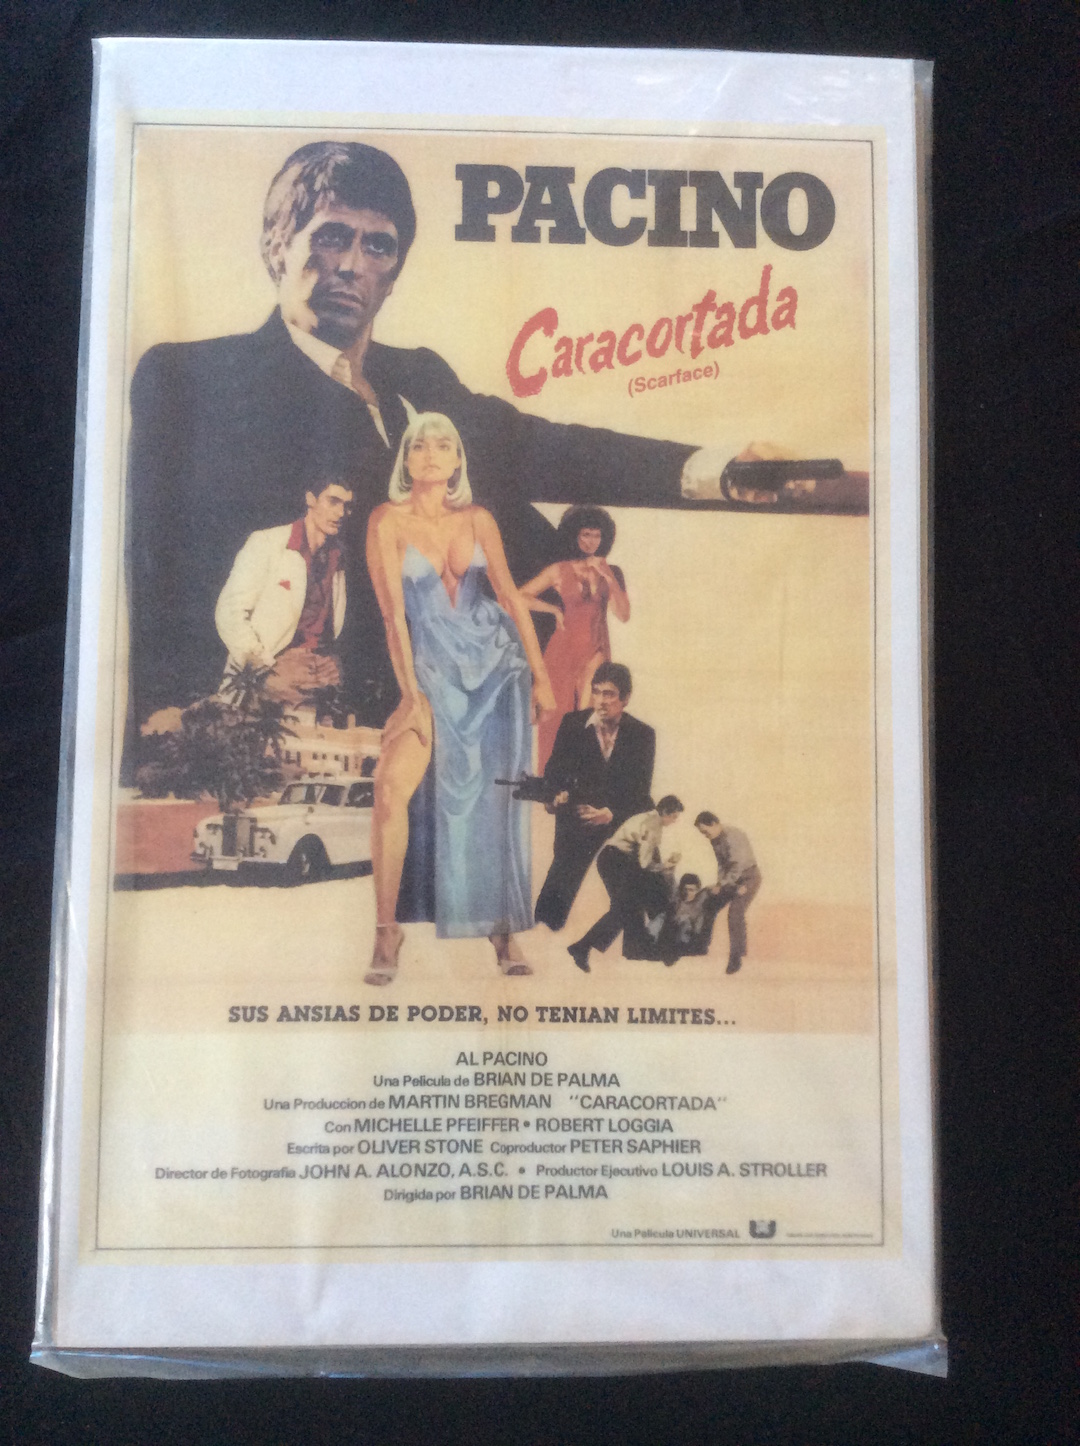 PACINO
Caracortada
(Scarface)
SUS ANSIAS DE PODER, NO TENIAN LIMITES...
AL PACINO
Una Pelicula de BRIAN DE PALMA
Una Produccion de MARTIN BREGMAN "CARACORTADA"
Con MICHELLE PFEIFFER • ROBERT LOGGIA
Escrita por OLIVER STONE Coproductor PETER SAPHIER
Director de Fotografia JOHN A. ALONZO, A.S.C. • Productor Ejecutivo LOUIS A. STROLLER
Dirigida por BRIAN DE PALMA
Una Pelicula UNIVERSAL